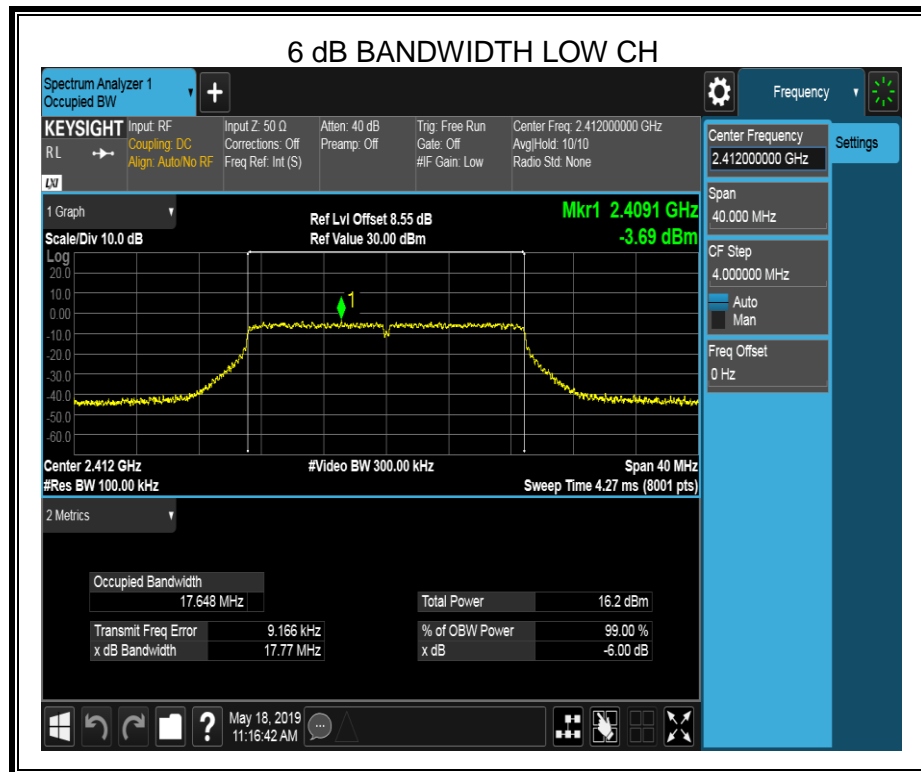 6 dB BANDWIDTH LOW CH
Spectrum Analyzer 1
Occupied BW
+
Frequency
KEYSIGHT
RL
LXI
Input: RF
Coupling: DC
Align: Auto/No RF
Input Z: 50 Ω
Corrections: Off
Freq Ref: Int (S)
Atten: 40 dB
Preamp: Off
Trig: Free Run
Gate: Off
#IF Gain: Low
Center Freq: 2.412000000 GHz
Avg|Hold: 10/10
Radio Std: None
Center Frequency
2.412000000 GHz
Settings
Span
40.000 MHz
CF Step
4.000000 MHz
Auto
Man
Freq Offset
0 Hz
1 Graph
Scale/Div 10.0 dB
Ref Lvl Offset 8.55 dB
Ref Value 30.00 dBm
Mkr1 2.4091 GHz
-3.69 dBm
Log
20.0
10.0
0.00
-10.0
-20.0
-30.0
-40.0
-50.0
-60.0
1
Center 2.412 GHz
#Res BW 100.00 kHz
#Video BW 300.00 kHz
Span 40 MHz
Sweep Time 4.27 ms (8001 pts)
2 Metrics
Occupied Bandwidth
17.648 MHz
Total Power 16.2 dBm
Transmit Freq Error 9.166 kHz
% of OBW Power 99.00 %
x dB Bandwidth 17.77 MHz
x dB -6.00 dB
?
May 18, 2019
11:16:42 AM